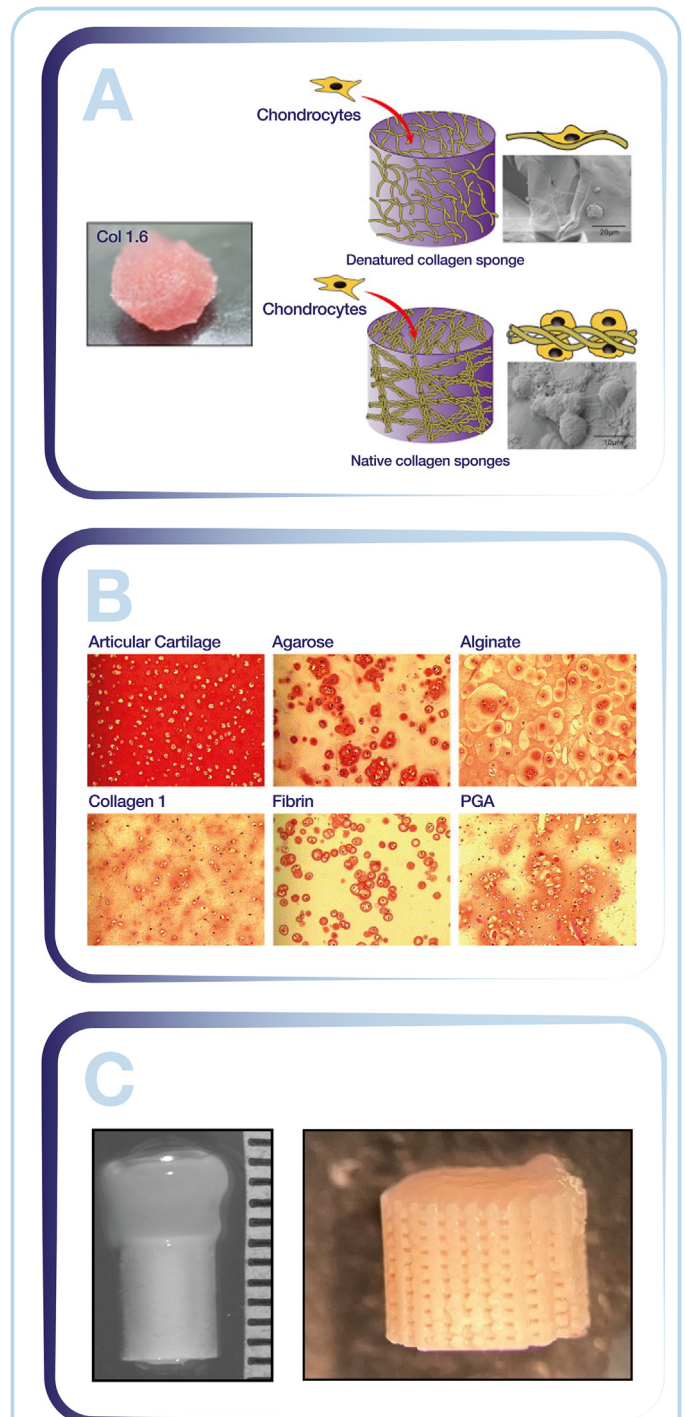 A
Chondrocytes
20µm
Denatured collagen sponge
Col 1.6
Chondrocytes
10µm
Native collagen sponges
B
Articular Cartilage
Agarose
Alginate
Collagen 1
Fibrin
PGA
C